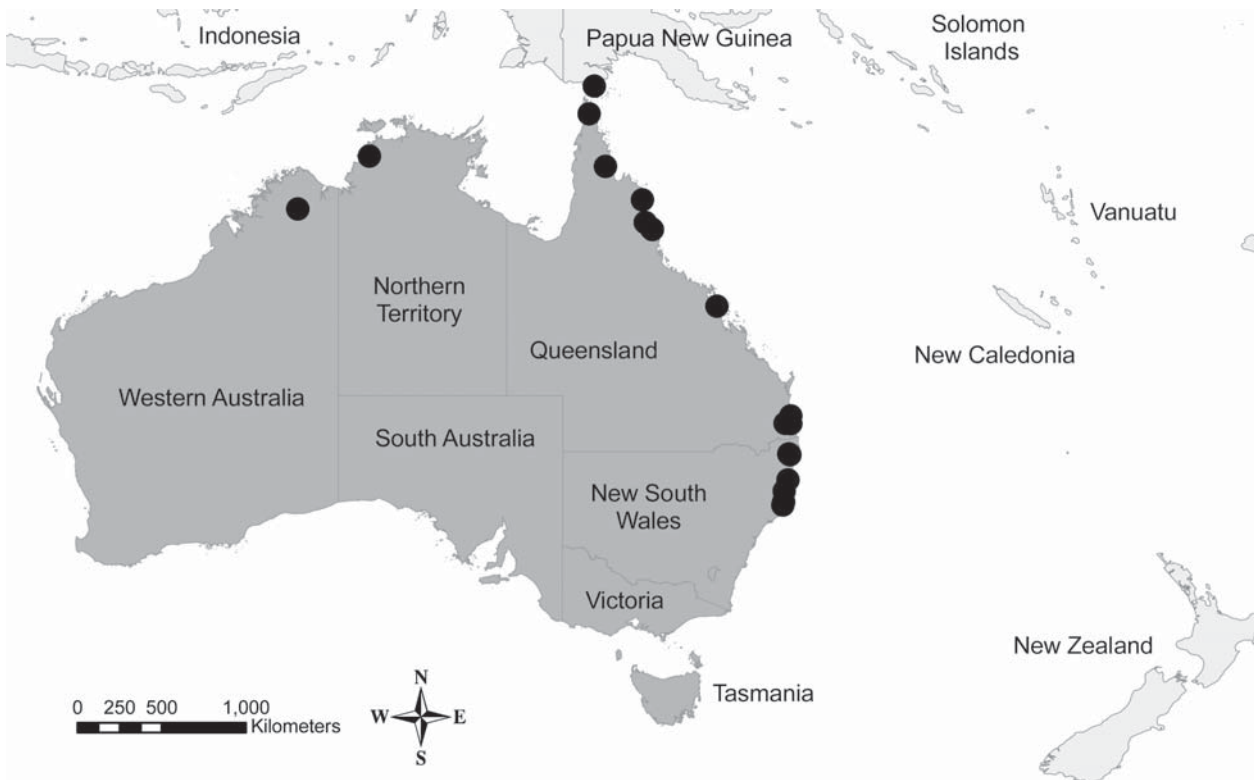 Indonesia
Papua New Guinea
Solomon
Islands
Vanuatu
Northern
Territory
Queensland
New Caledonia
Western Australia
South Australia
New South
Wales
Victoria
New Zealand
Tasmania
0 250 500 1,000
Kilometers
N
W E
S